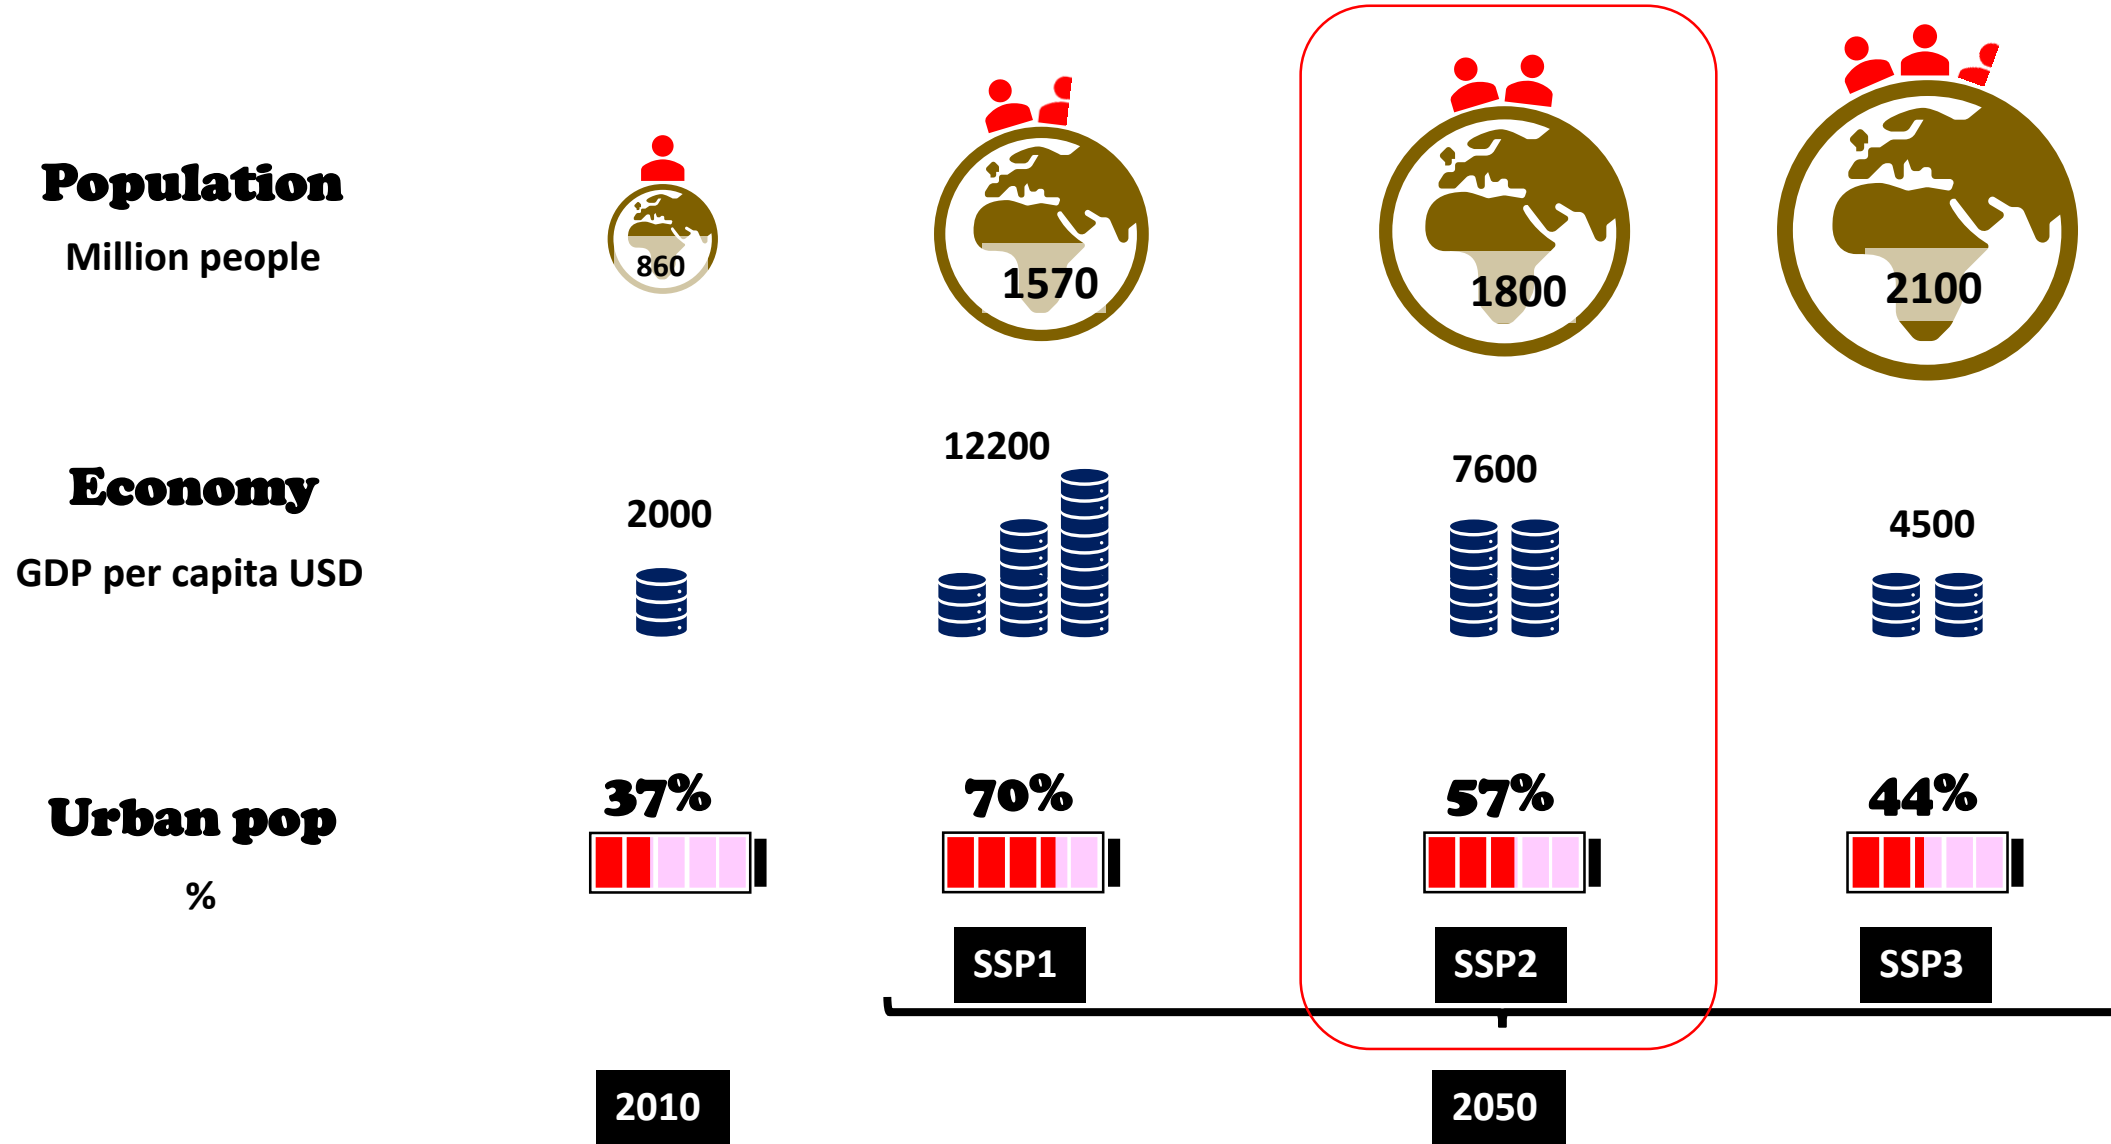 Population
Million people
860
1570
1800
2100
Economy
GDP per capita USD
2000
12200
7600
4500
Urban pop
%
37%
70%
57%
44%
SSP1
SSP2
SSP3
2010
2050